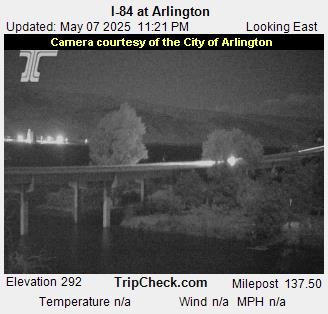 I-84 at Arlington
Updated: May 07 2025 11:21 PM Looking East
Camera courtesy of the City of Arlington
Elevation 292 TripCheck.com Milepost 137.50
Temperature n/a Wind n/a MPH n/a